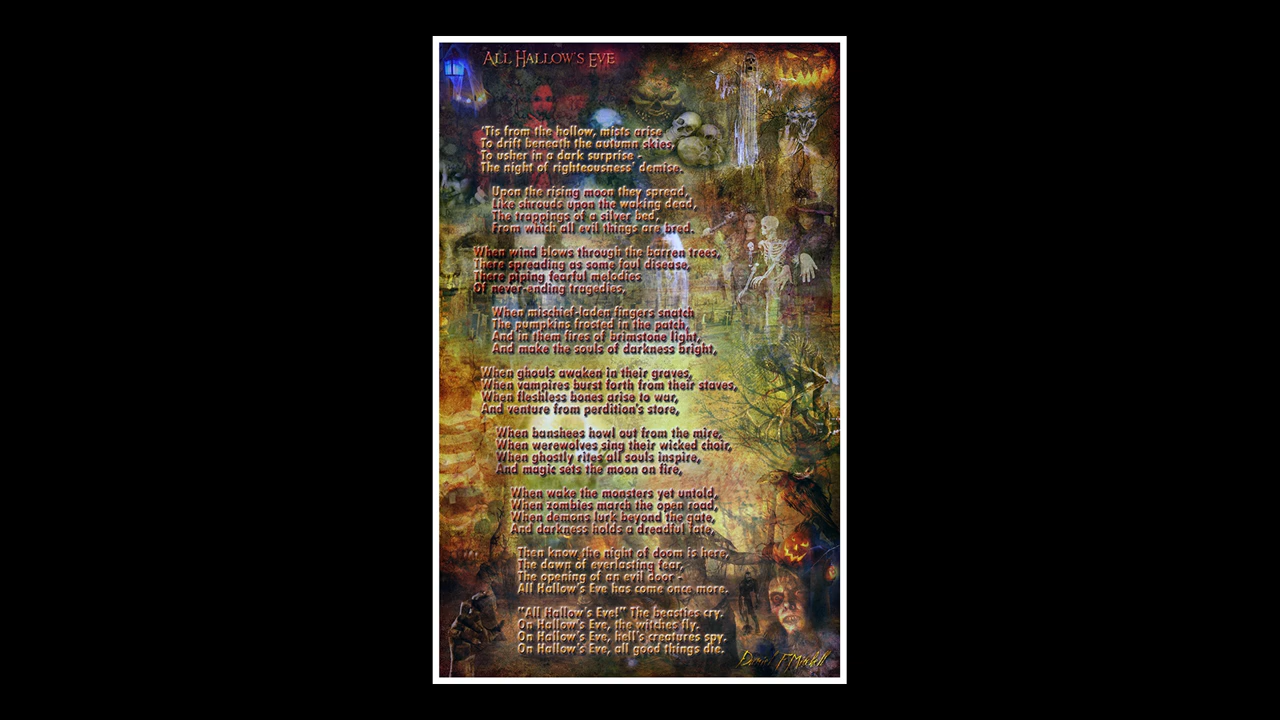 All Hallow's Eve
'Tis from the hollow, mists arise
To drift beneath the autumn skies,
To usher in a dark surprise -
The night of righteousness' demise.
Upon the rising moon they spread,
Like shrouds upon the waking dead,
The trappings of a silver bed,
From which all evil things are bred.
When wind blows through the barren trees,
There spreading as some foul disease,
There piping fearful melodies
Of never-ending tragedies.
When mischief-laden fingers snatch
The pumpkins frosted in the patch,
And in them fires of brimstone light,
And make the souls of darkness bright,
When ghouls awaken in their graves,
When vampires burst forth from their staves,
When fleshless bones arise to war,
And venture from perdition's store,
When banshees howl out from the mire,
When werewolves sing their wicked choir,
When ghostly rites all souls inspire,
And magic sets the moon on fire,
When wake the monsters yet untold,
When zombies march the open road,
When demons lurk beyond the gate,
And darkness holds a dreadful fate,
Then know the night of doom is here,
The dawn of everlasting fear,
The opening of an evil door -
All Hallow's Eve has come once more.
"All Hallow's Eve!" The beasties cry.
On Hallow's Eve, the witches fly.
On Hallow's Eve, hell's creatures spy.
On Hallow's Eve, all good things die.